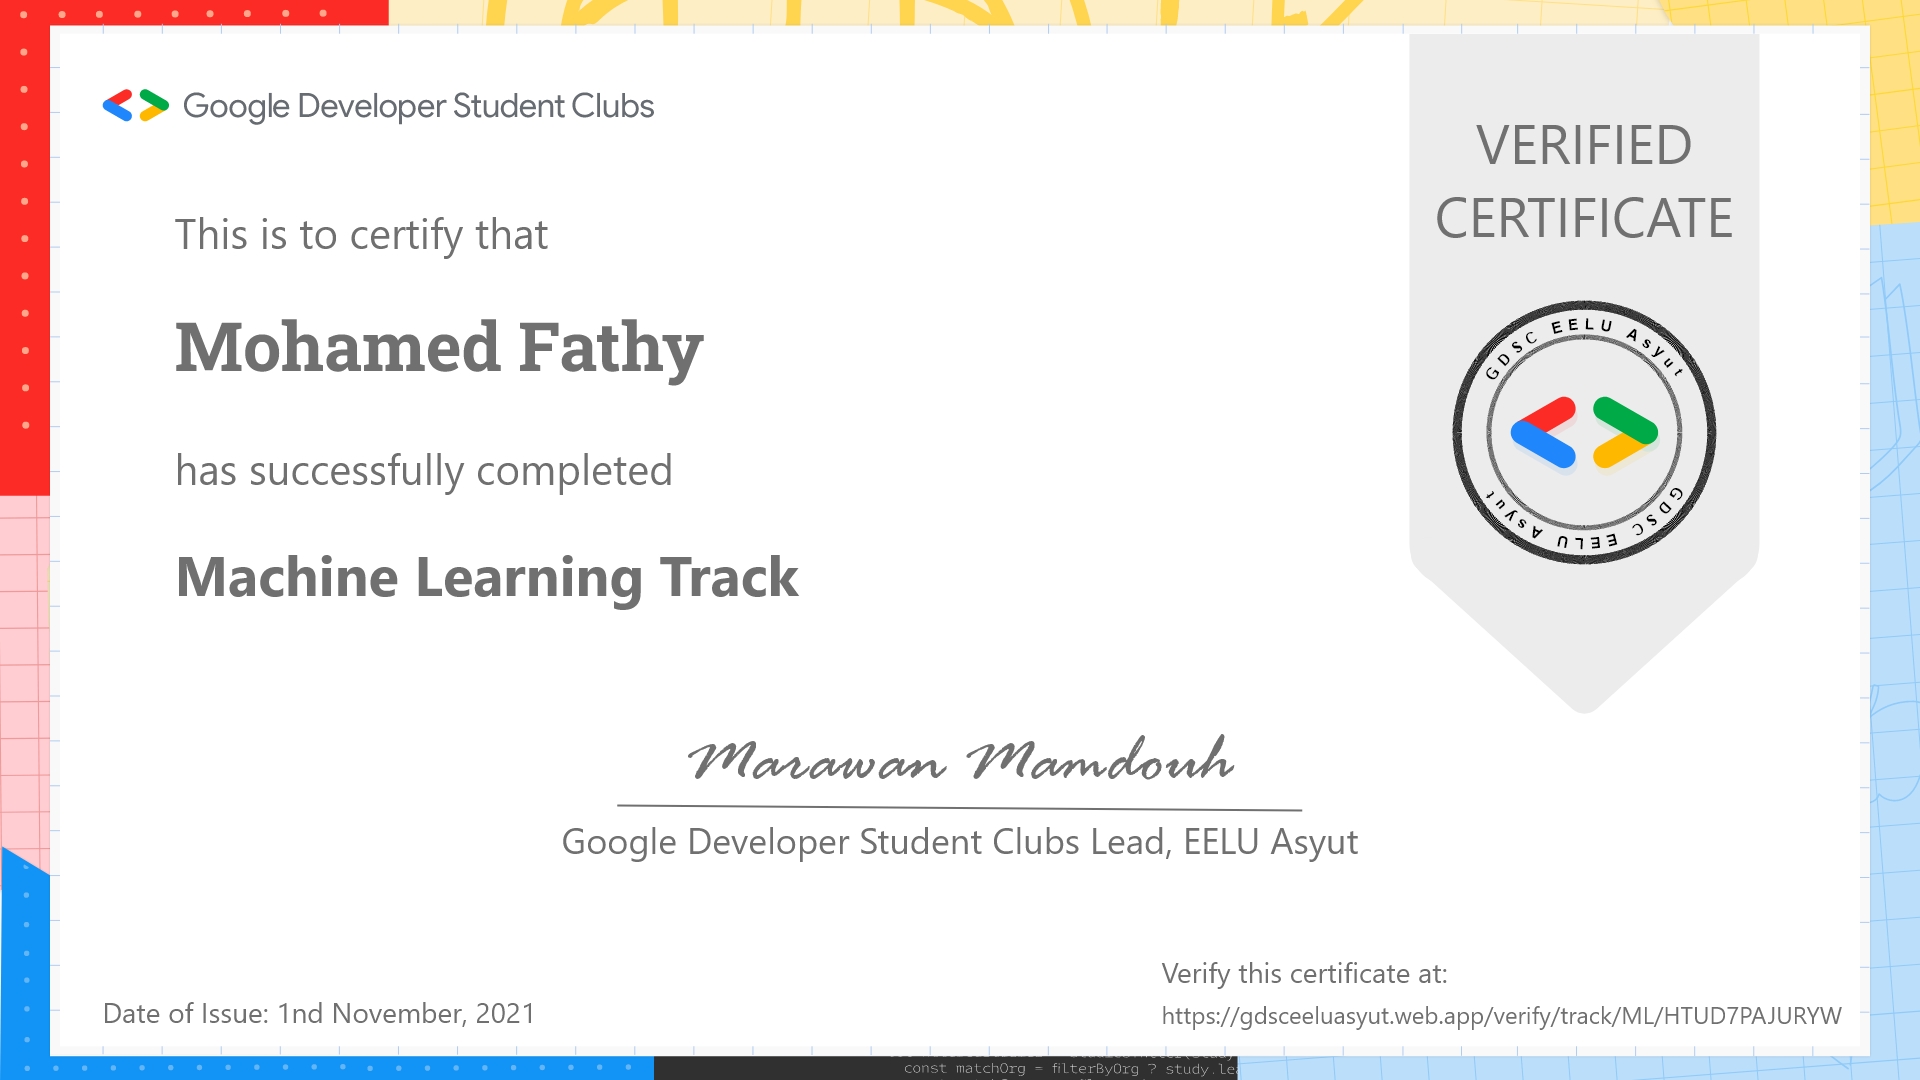 Google Developer Student Clubs
VERIFIED
CERTIFICATE
This is to certify that
Mohamed Fathy
has successfully completed
Machine Learning Track
GDSC EELU Asyut
GDSC EELU Asyut
Marawan Mamdouh
Google Developer Student Clubs Lead, EELU Asyut
Verify this certificate at:
https://gdsceeluasyut.web.app/verify/track/ML/HTUD7PAJURYW
Date of Issue: 1nd November, 2021
const matchOrg = filterByOrg ? study.lea